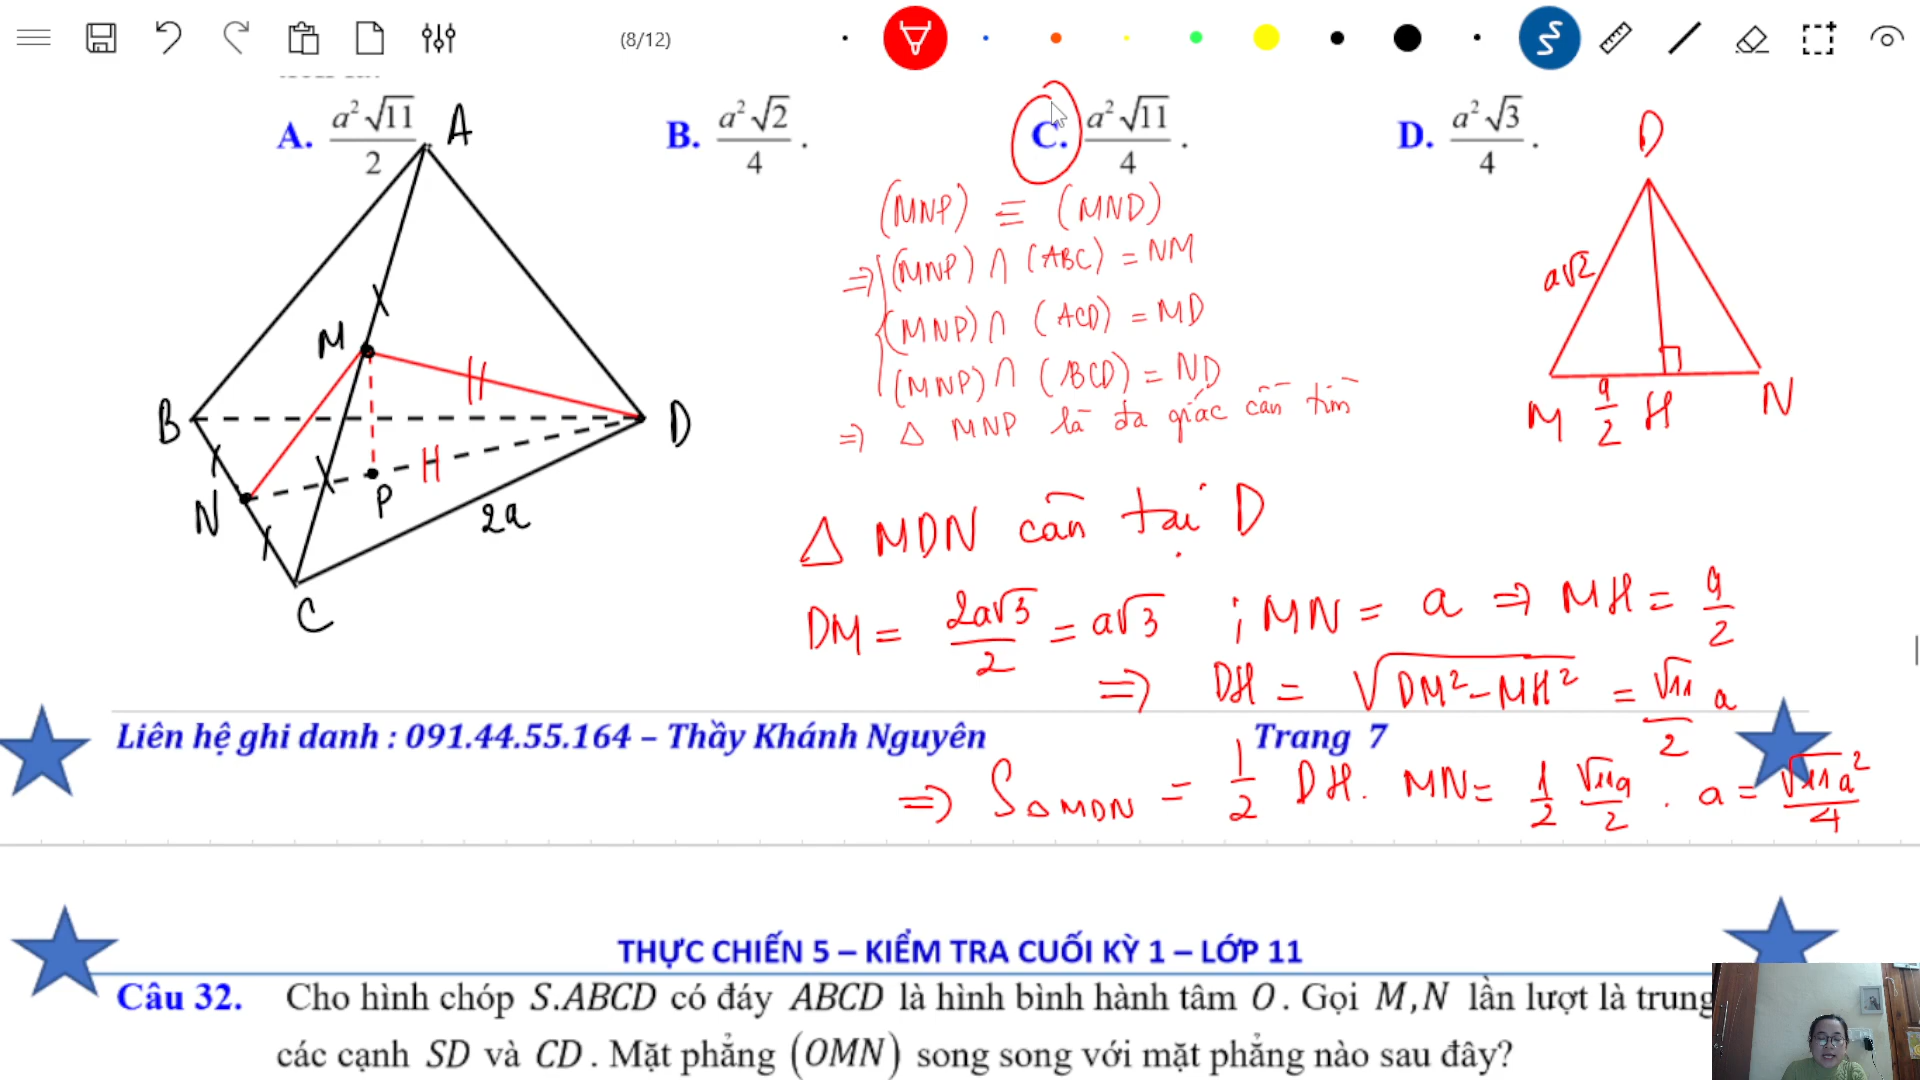 (8/12)
A. a²√11 / 2
B. a²√2 / 4 .
C. a²√11 / 4 .
D. a²√3 / 4 .
A
M
B
D
N
P
H
2a
C
(MNP) ≡ (MND)
⇒ (MNP) ∩ (ABC) = NM
(MNP) ∩ (ACD) = MD
(MNP) ∩ (BCD) = ND
⇒ △ MNP là đa giác cần tìm
D
a√2
M a/2 H N
△ MDN cân tại D
DM = 2a√3 / 2 = a√3 ; MN = a ⇒ MH = a/2
⇒ DH = √(DM² - MH²) = √11 / 2 a
Liên hệ ghi danh : 091.44.55.164 – Thầy Khánh Nguyên Trang 7
⇒ S△MDN = 1/2 DH. MN = 1/2 √11a/2 . a = √11a²/4
THỰC CHIẾN 5 – KIỂM TRA CUỐI KỲ 1 – LỚP 11
Câu 32. Cho hình chóp S.ABCD có đáy ABCD là hình bình hành tâm O. Gọi M,N lần lượt là trung
các cạnh SD và CD. Mặt phẳng (OMN) song song với mặt phẳng nào sau đây?